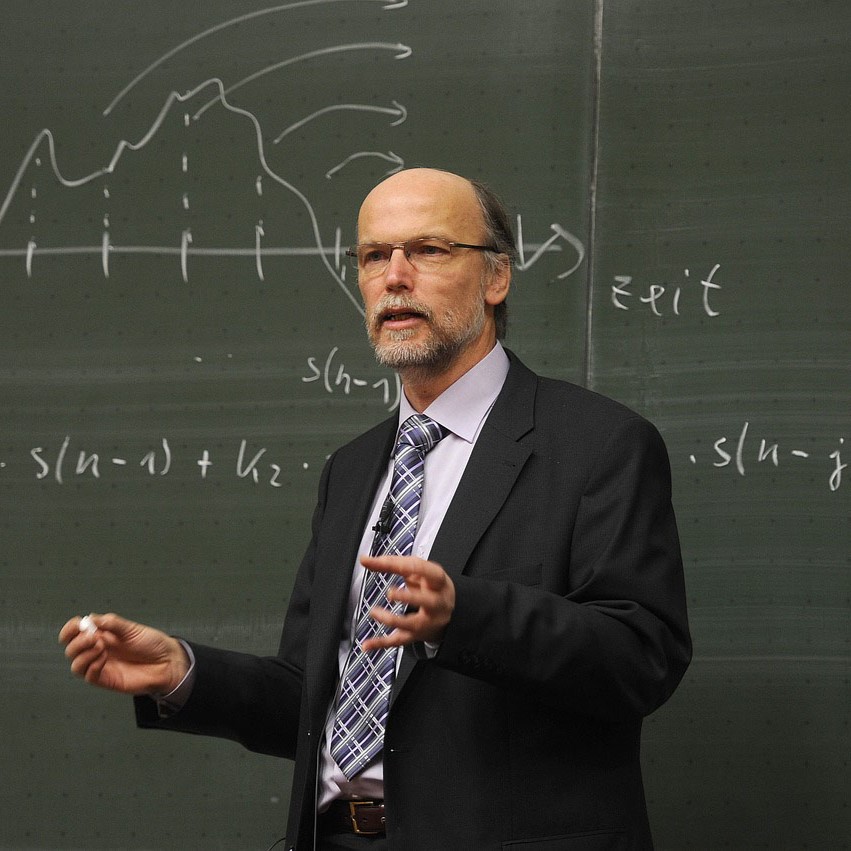 Zeit
s(n-1)
· s(n-1) + k₂ ·
· s(n-j